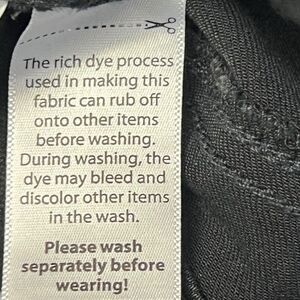 The rich dye process
used in making this
fabric can rub off
onto other items
before washing.
During washing, the
dye may bleed and
discolor other items
in the wash.
Please wash
separately before
wearing!